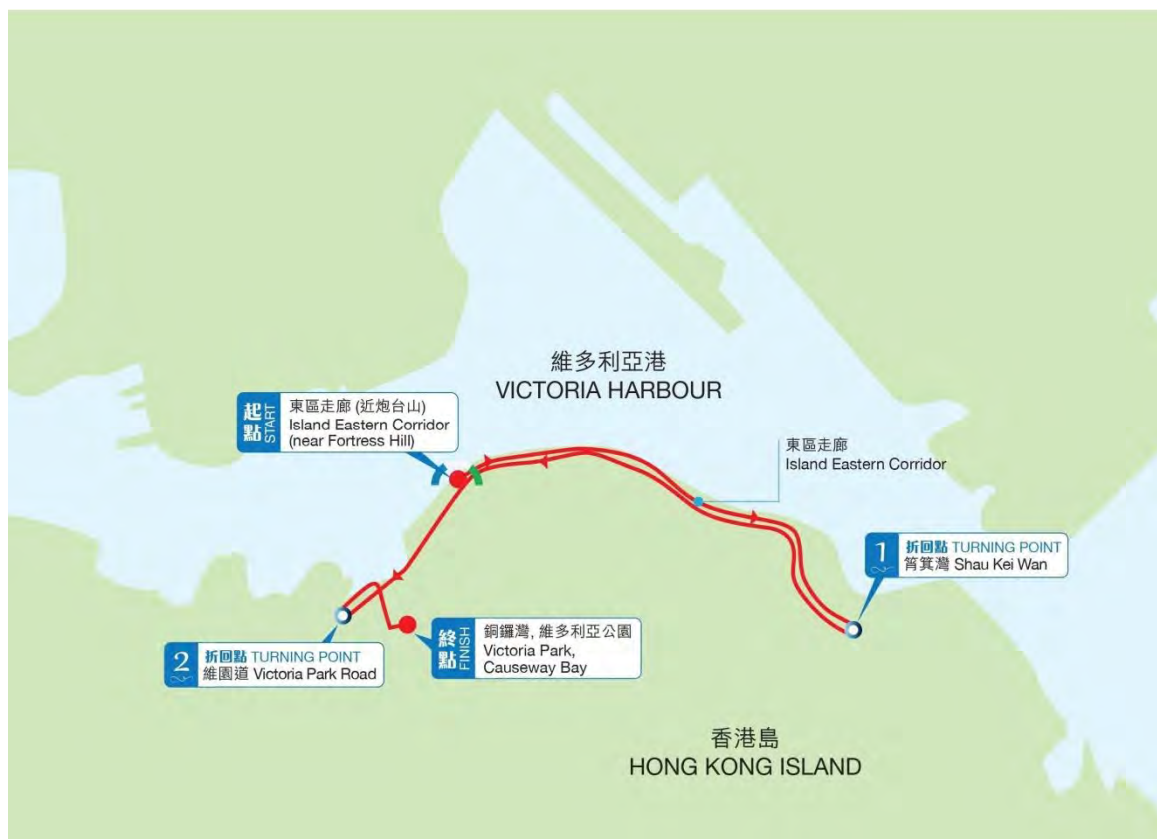 維多利亞港
VICTORIA HARBOUR
起點 START
東區走廊 (近炮台山)
Island Eastern Corridor
(near Fortress Hill)
東區走廊
Island Eastern Corridor
1
折回點 TURNING POINT
筲箕灣 Shau Kei Wan
2
折回點 TURNING POINT
維園道 Victoria Park Road
終點 FINISH
銅鑼灣, 維多利亞公園
Victoria Park,
Causeway Bay
香港島
HONG KONG ISLAND